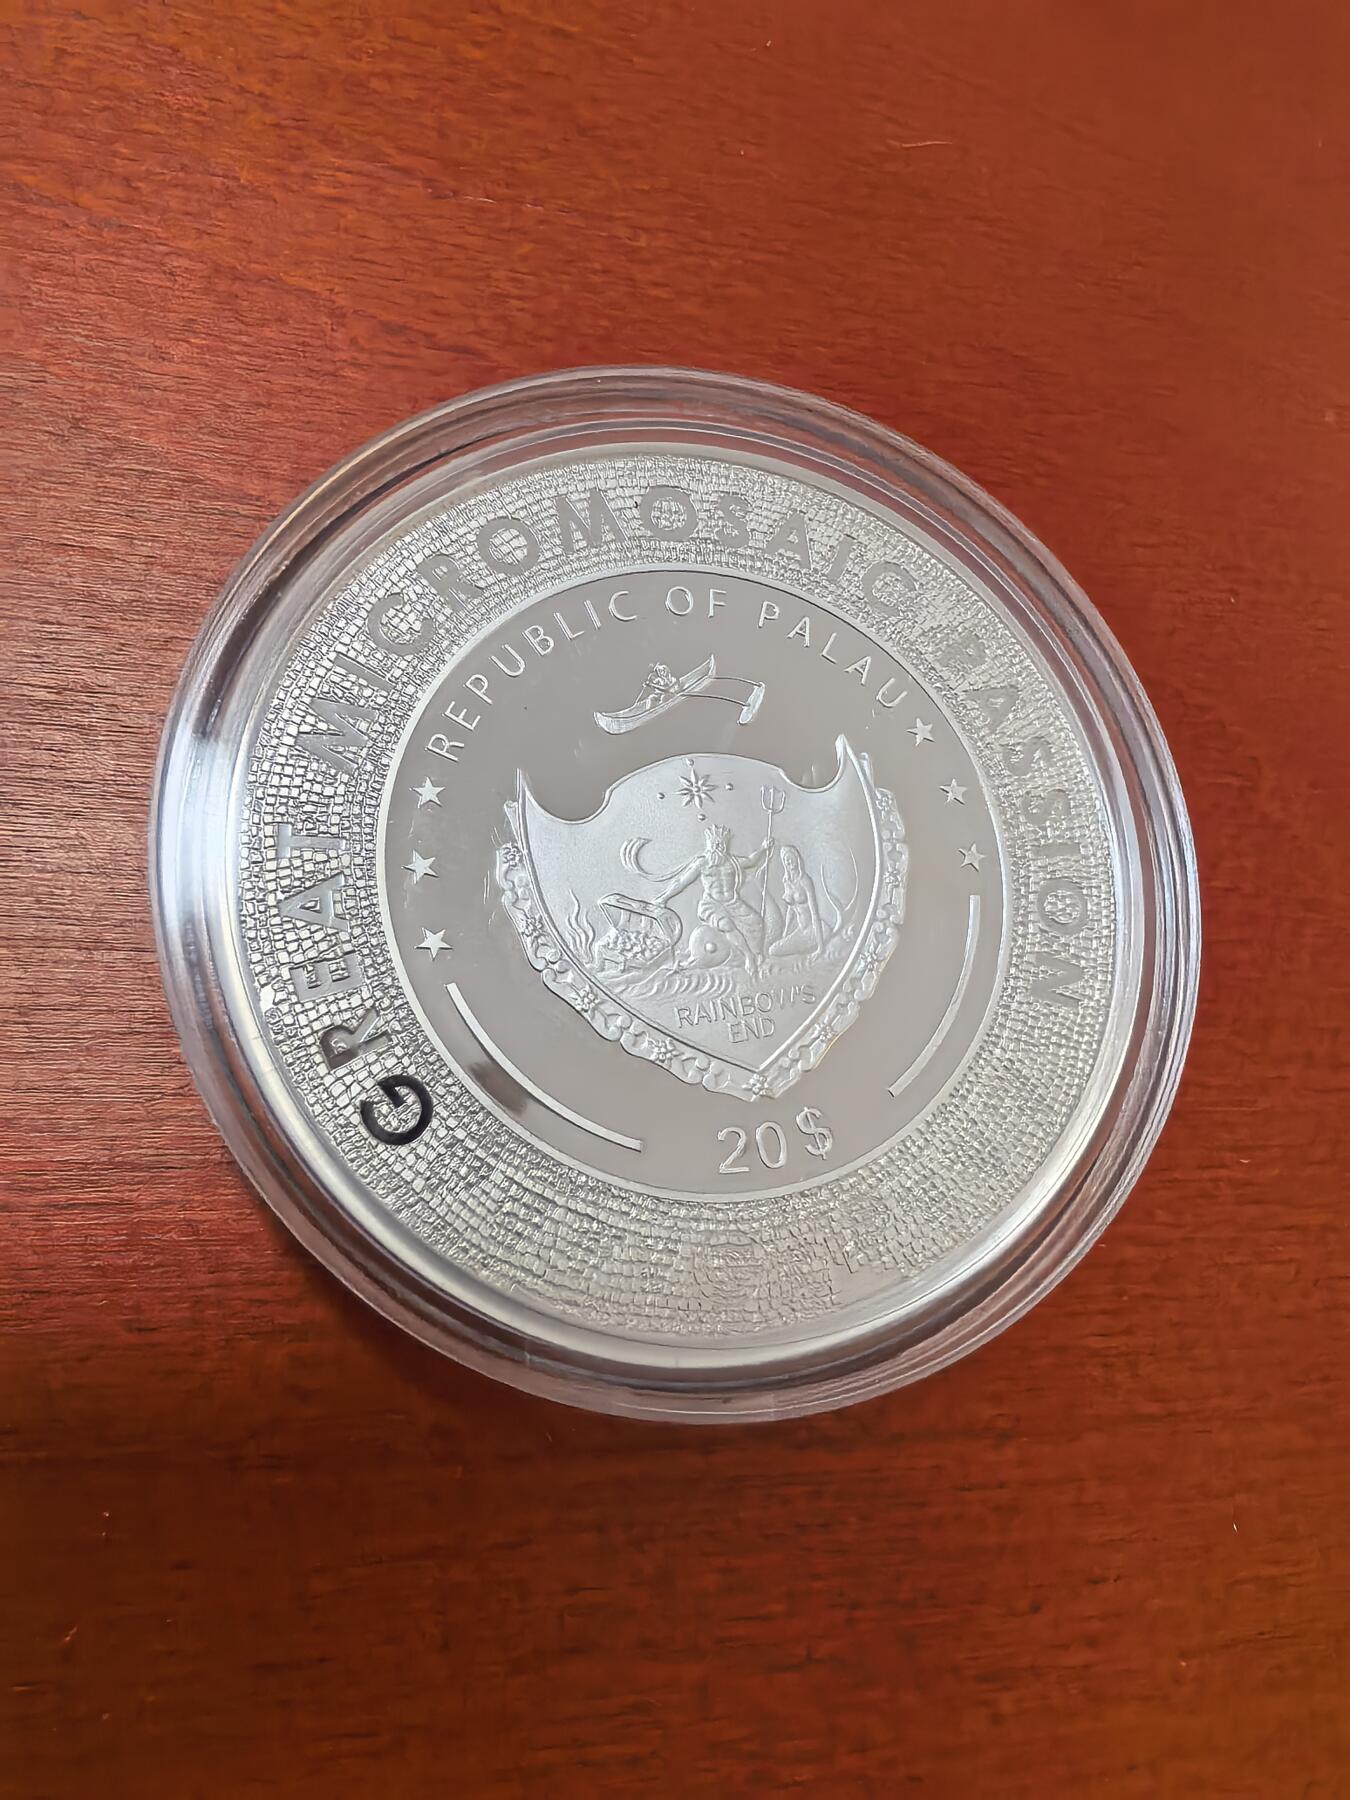 GREAT MICROMOSAIC PASSION
REPUBLIC OF PALAU
RAINBOW'S
END
20$